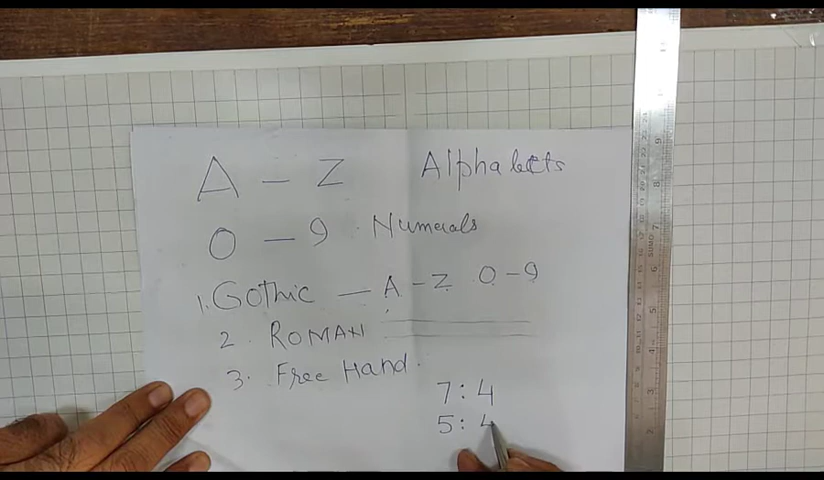 A - Z Alphabets
0 - 9 Numerals
1. Gothic - A - Z 0 - 9
2. ROMAN
3. Free Hand.
7 : 4
5 : 4